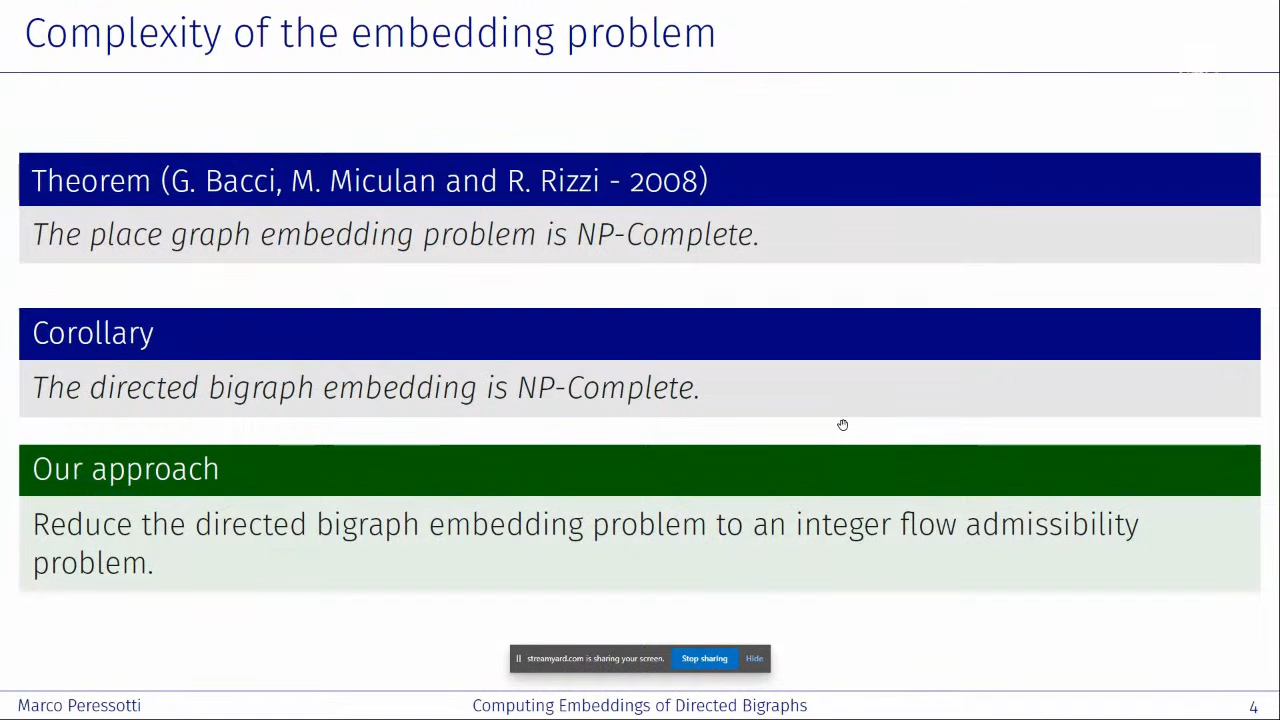 Complexity of the embedding problem
Theorem (G. Bacci, M. Miculan and R. Rizzi - 2008)
The place graph embedding problem is NP-Complete.
Corollary
The directed bigraph embedding is NP-Complete.
Our approach
Reduce the directed bigraph embedding problem to an integer flow admissibility
problem.
streamyard.com is sharing your screen. Stop sharing Hide
Marco Peressotti Computing Embeddings of Directed Bigraphs 4